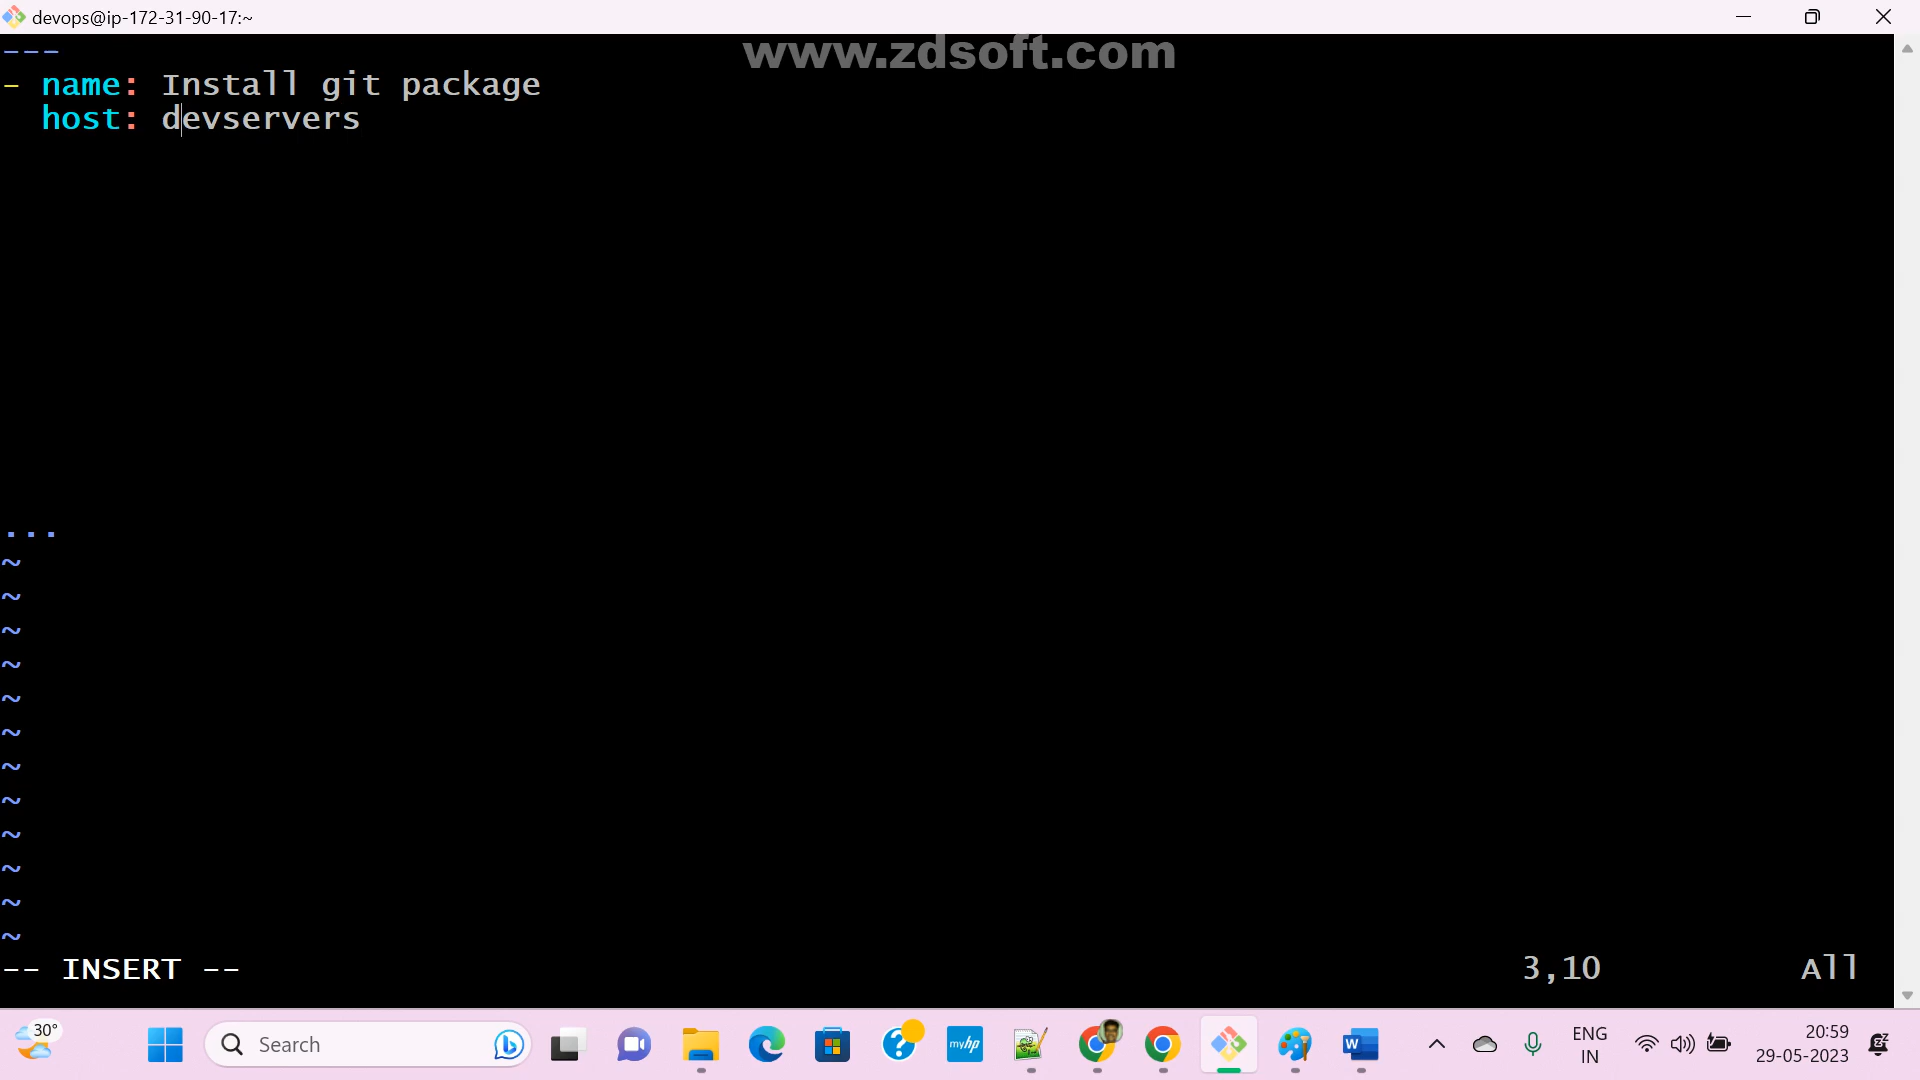 devops@ip-172-31-90-17:~
www.zdsoft.com
---
- name: Install git package
host: devservers
...
~
~
~
~
~
~
~
~
~
~
~
~
-- INSERT --
3,10
All
30°
Search
myhp
W
ENG
IN
20:59
29-05-2023